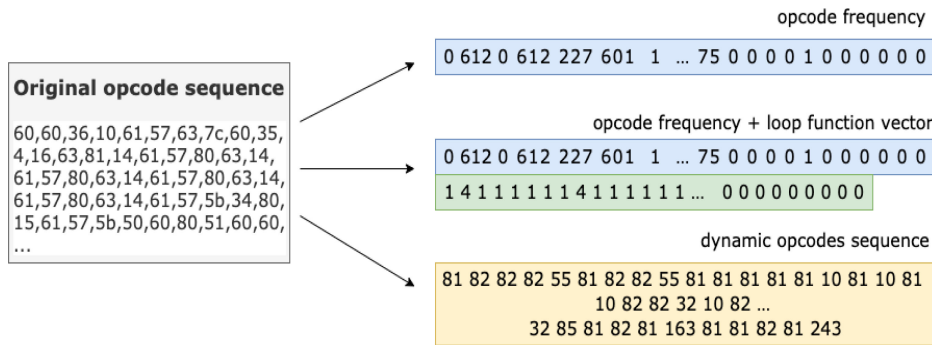 opcode frequency
0 612 0 612 227 601 1 ... 75 0 0 0 0 1 0 0 0 0 0 0
Original opcode sequence
60,60,36,10,61,57,63,7c,60,35,
4,16,63,81,14,61,57,80,63,14,
61,57,80,63,14,61,57,80,63,14,
61,57,80,63,14,61,57,5b,34,80,
15,61,57,5b,50,60,80,51,60,60,
...
opcode frequency + loop function vector
0 612 0 612 227 601 1 ... 75 0 0 0 0 1 0 0 0 0 0 0
1 4 1 1 1 1 1 1 4 1 1 1 1 1 1 ... 0 0 0 0 0 0 0 0 0
dynamic opcodes sequence
81 82 82 82 55 81 82 82 55 81 81 81 81 81 10 81 10 81
10 82 82 32 10 82 ...
32 85 81 82 81 163 81 81 82 81 243